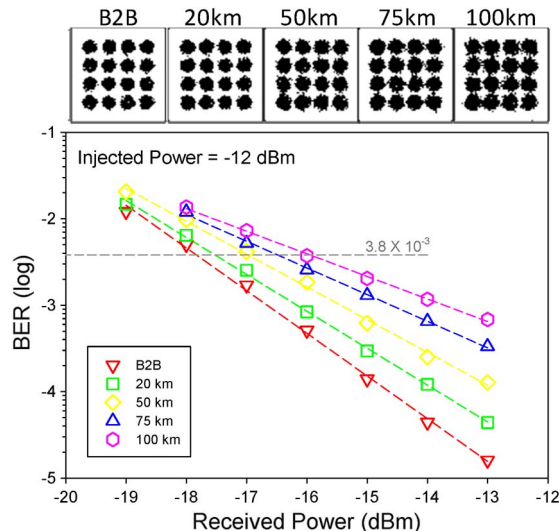 B2B 20km 50km 75km 100km
-1
Injected Power = -12 dBm
-2
3.8 X 10⁻³
BER (log)
-3
B2B
20 km
50 km
75 km
100 km
-4
-5
-20 -19 -18 -17 -16 -15 -14 -13 -12
Received Power (dBm)